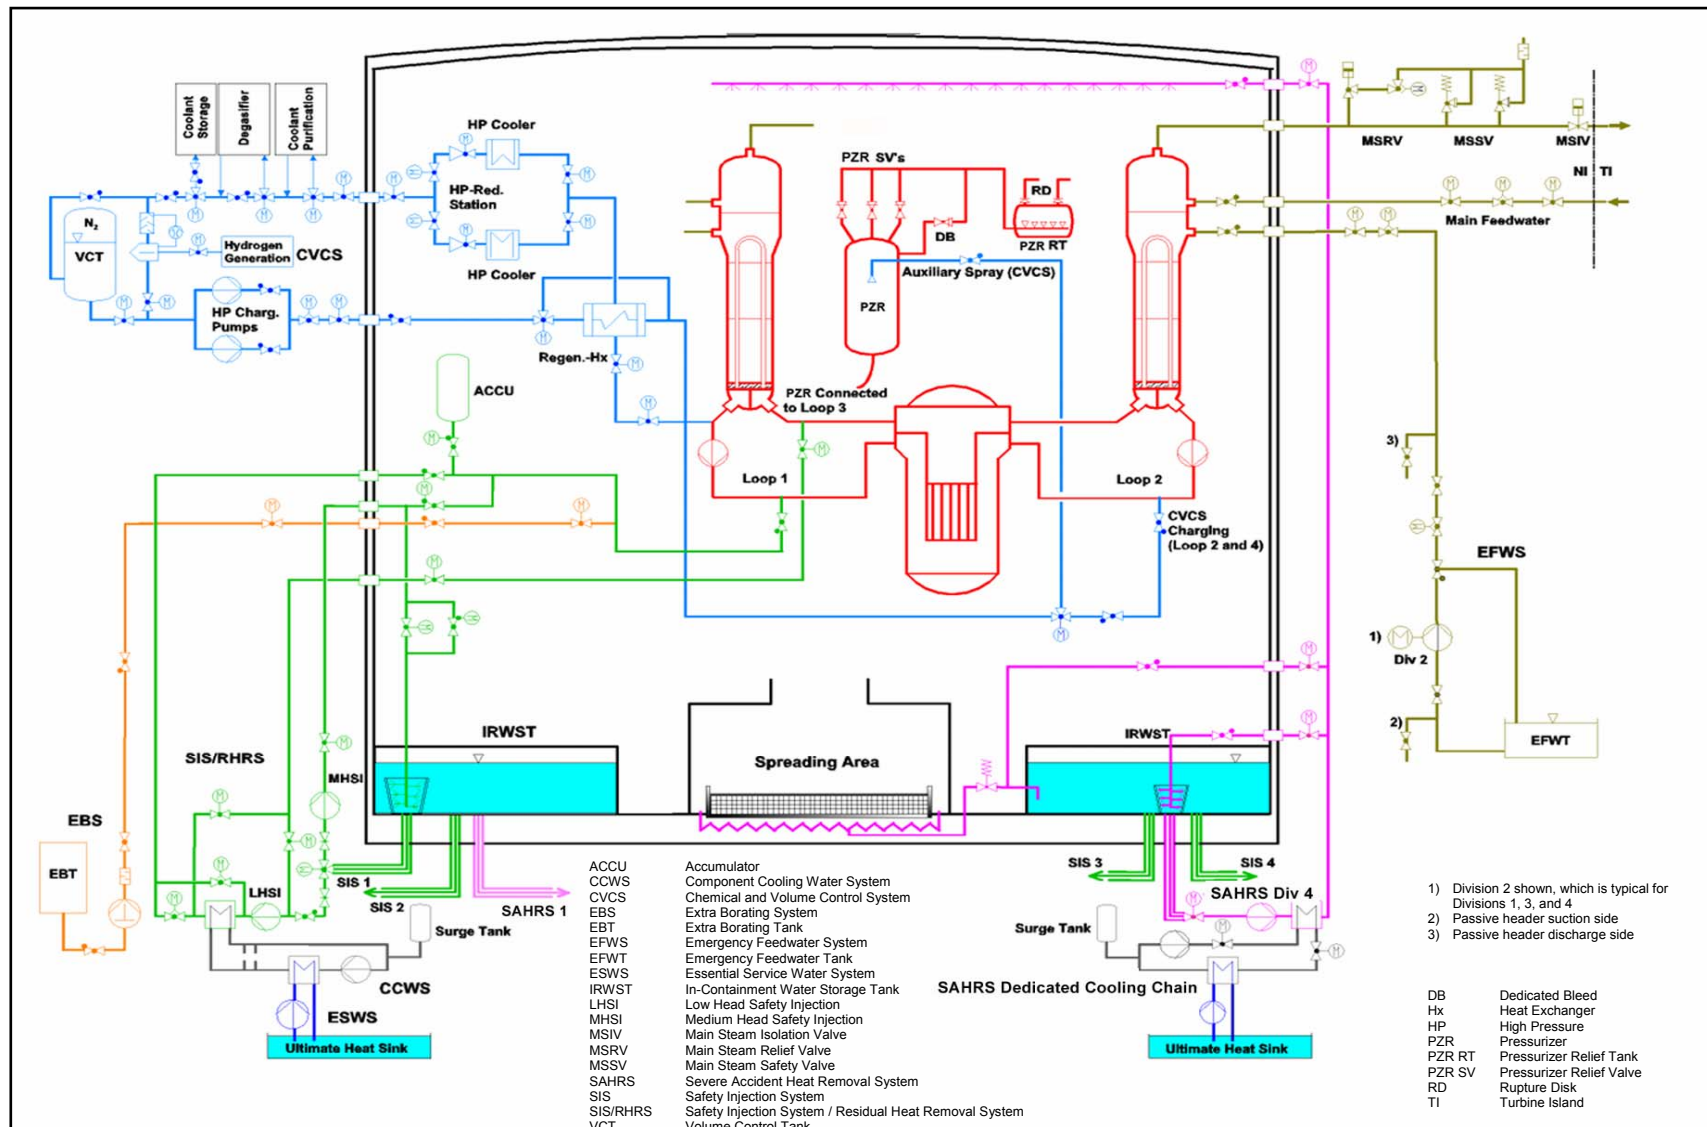 Coolant
Storage
Degasifier
Coolant
Purification
HP Cooler
HP-Red.
Station
HP Cooler
N₂
VCT
Hydrogen
Generation
CVCS
HP Charg.
Pumps
Regen.-Hx
ACCU
PZR SV's
RD
DB
PZR RT
Auxiliary Spray (CVCS)
PZR
PZR Connected
to Loop 3
Loop 1
Loop 2
CVCS
Charging
(Loop 2 and 4)
MSRV
MSSV
MSIV
NI
TI
Main Feedwater
3)
EFWS
1)
Div 2
2)
EFWT
IRWST
Spreading Area
IRWST
SIS/RHRS
MHSI
EBS
EBT
LHSI
SIS 1
SIS 2
SAHRS 1
Surge Tank
CCWS
ESWS
Ultimate Heat Sink
SIS 3
SIS 4
SAHRS Div 4
Surge Tank
SAHRS Dedicated Cooling Chain
Ultimate Heat Sink
ACCU Accumulator
CCWS Component Cooling Water System
CVCS Chemical and Volume Control System
EBS Extra Borating System
EBT Extra Borating Tank
EFWS Emergency Feedwater System
EFWT Emergency Feedwater Tank
ESWS Essential Service Water System
IRWST In-Containment Water Storage Tank
LHSI Low Head Safety Injection
MHSI Medium Head Safety Injection
MSIV Main Steam Isolation Valve
MSRV Main Steam Relief Valve
MSSV Main Steam Safety Valve
SAHRS Severe Accident Heat Removal System
SIS Safety Injection System
SIS/RHRS Safety Injection System / Residual Heat Removal System
VCT Volume Control Tank
1) Division 2 shown, which is typical for
Divisions 1, 3, and 4
2) Passive header suction side
3) Passive header discharge side
DB Dedicated Bleed
Hx Heat Exchanger
HP High Pressure
PZR Pressurizer
PZR RT Pressurizer Relief Tank
PZR SV Pressurizer Relief Valve
RD Rupture Disk
TI Turbine Island